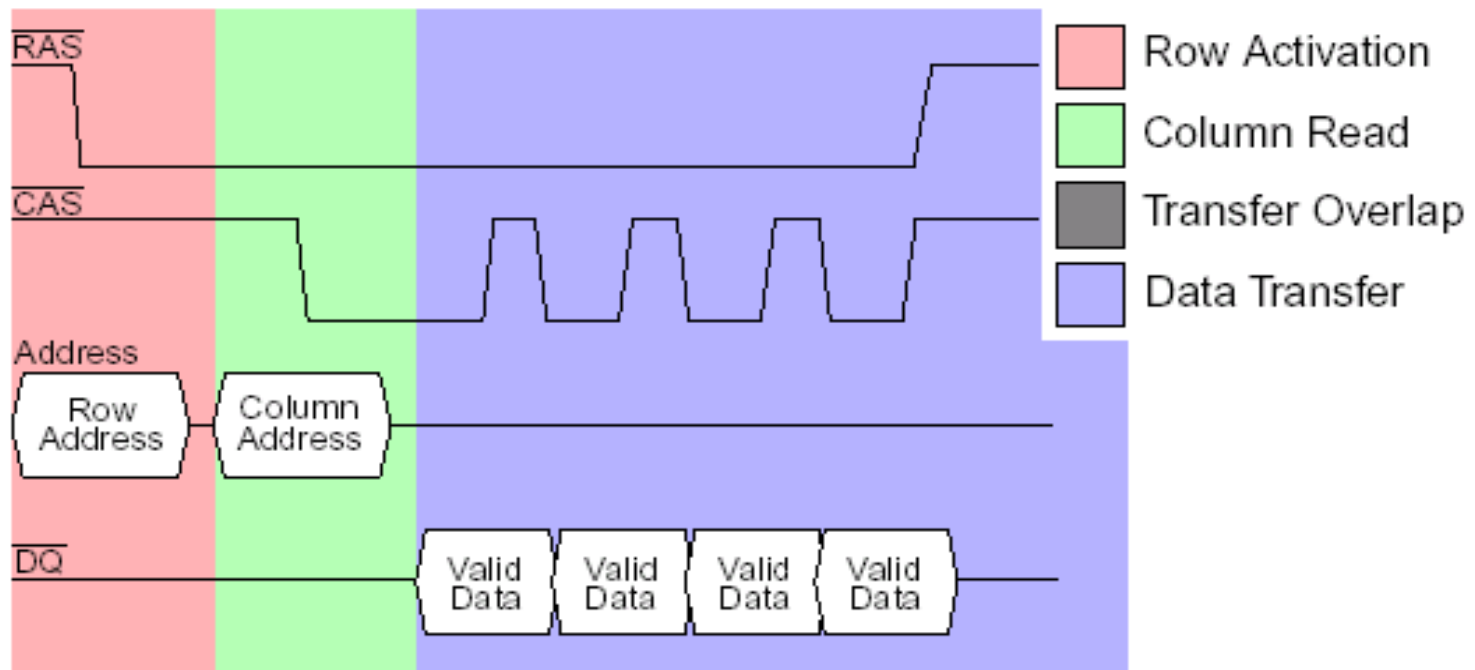 RAS
Row Activation
Column Read
CAS
Transfer Overlap
Data Transfer
Address
Row
Address
Column
Address
DQ
Valid
Data
Valid
Data
Valid
Data
Valid
Data